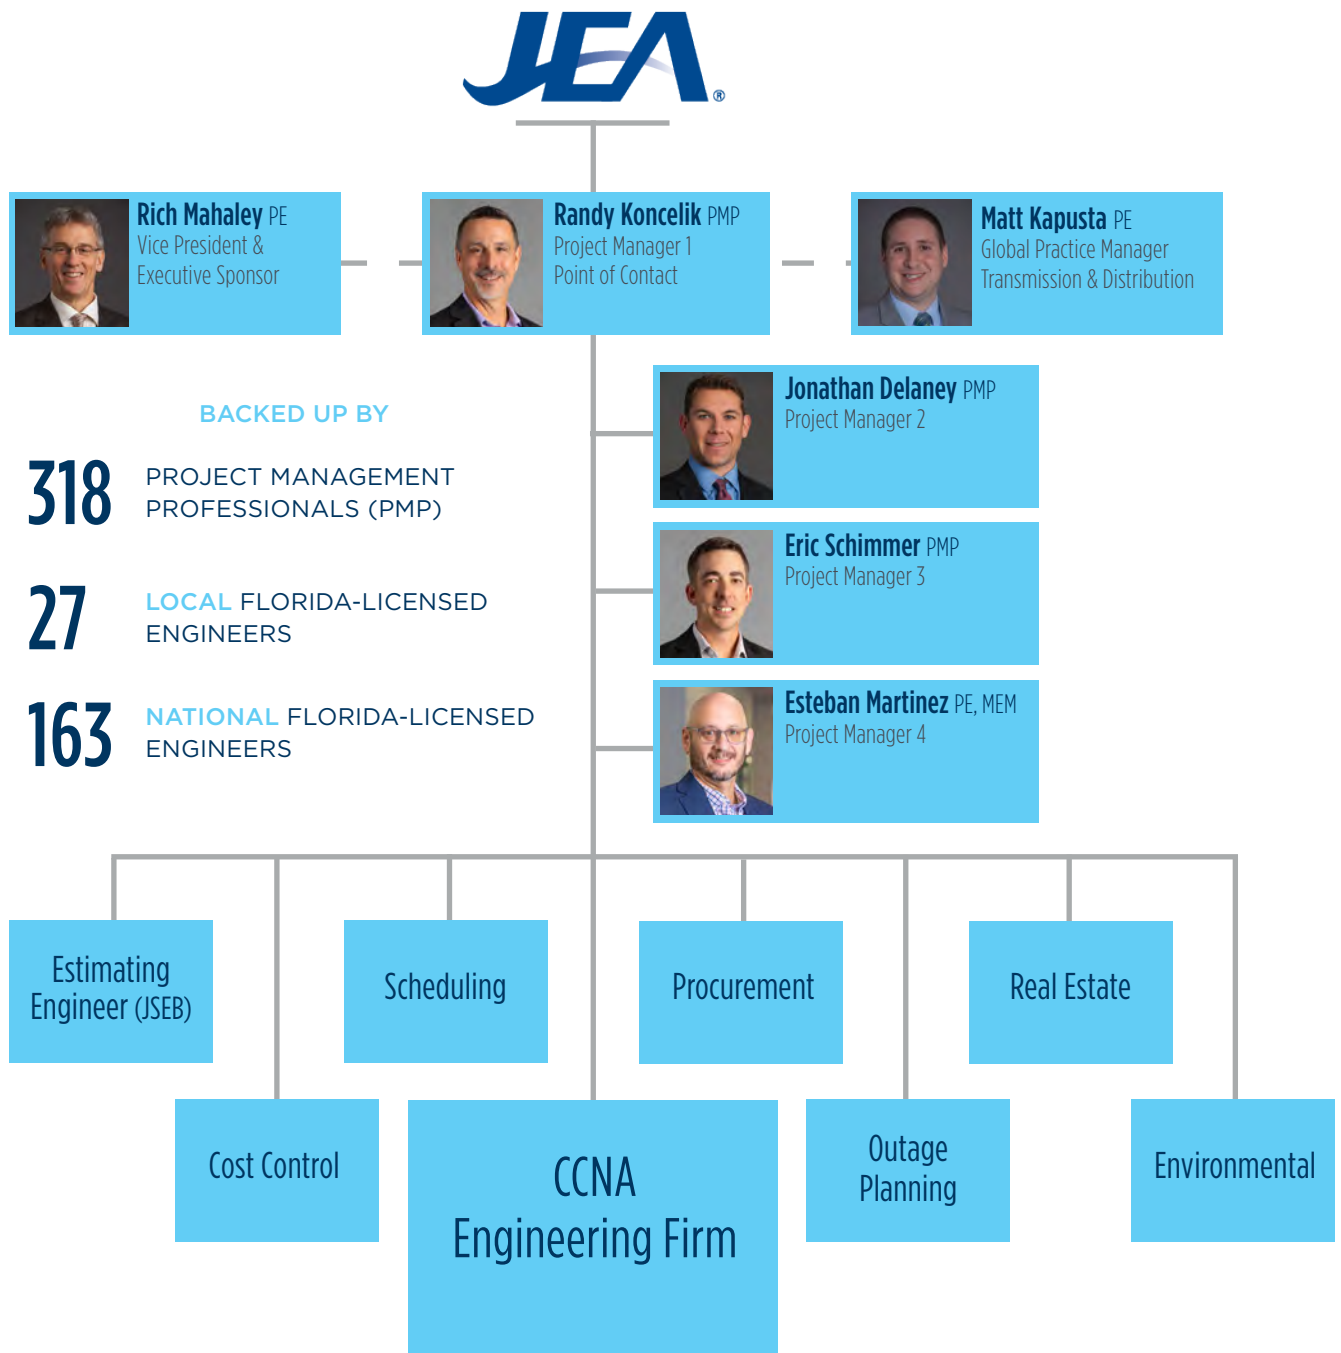 JEA®
Rich Mahaley PE
Vice President &
Executive Sponsor
Randy Koncelik PMP
Project Manager 1
Point of Contact
Matt Kapusta PE
Global Practice Manager
Transmission & Distribution
Jonathan Delaney PMP
Project Manager 2
Eric Schimmer PMP
Project Manager 3
Esteban Martinez PE, MEM
Project Manager 4
BACKED UP BY
318
PROJECT MANAGEMENT
PROFESSIONALS (PMP)
27
LOCAL FLORIDA-LICENSED
ENGINEERS
163
NATIONAL FLORIDA-LICENSED
ENGINEERS
Estimating
Engineer (JSEB)
Scheduling
Procurement
Real Estate
Cost Control
CCNA
Engineering Firm
Outage
Planning
Environmental